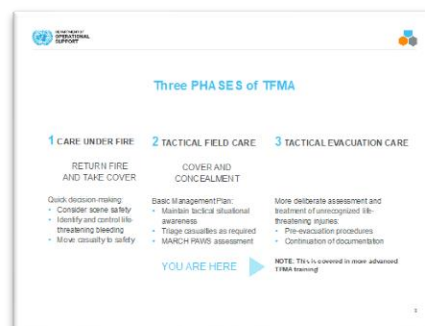 DEPARTMENT OF
OPERATIONAL
SUPPORT
Three PHASES of TFMA
1 CARE UNDER FIRE
RETURN FIRE
AND TAKE COVER
Quick decision-making:
• Consider scene safety
• Identify and control life-
threatening bleeding
• Move casualty to safety
2 TACTICAL FIELD CARE
COVER AND
CONCEALMENT
Basic Management Plan:
• Maintain tactical situational
awareness
• Triage casualties as required
• MARCH PAWS assessment
YOU ARE HERE
3 TACTICAL EVACUATION CARE
More deliberate assessment and
treatment of unrecognized life-
threatening injuries:
• Pre-evacuation procedures
• Continuation of documentation
NOTE: This is covered in more advanced
TFMA training!